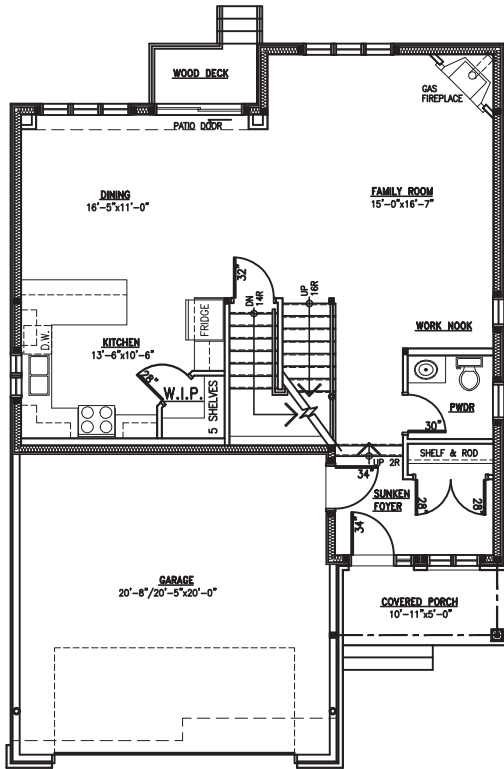 WOOD DECK
GAS
FIREPLACE
PATIO DOOR
DINING
16'-5"x11'-0"
FAMILY ROOM
15'-0"x16'-7"
32"
DN
14R
UP
16R
FRIDGE
D.W.
KITCHEN
13'-6"x10'-6"
WORK NOOK
28"
W.I.P.
5 SHELVES
PWDR
30"
SHELF & ROD
UP 2R
34"
SUNKEN
FOYER
28"
28"
34"
GARAGE
20'-8"/20'-5"x20'-0"
COVERED PORCH
10'-11"x5'-0"